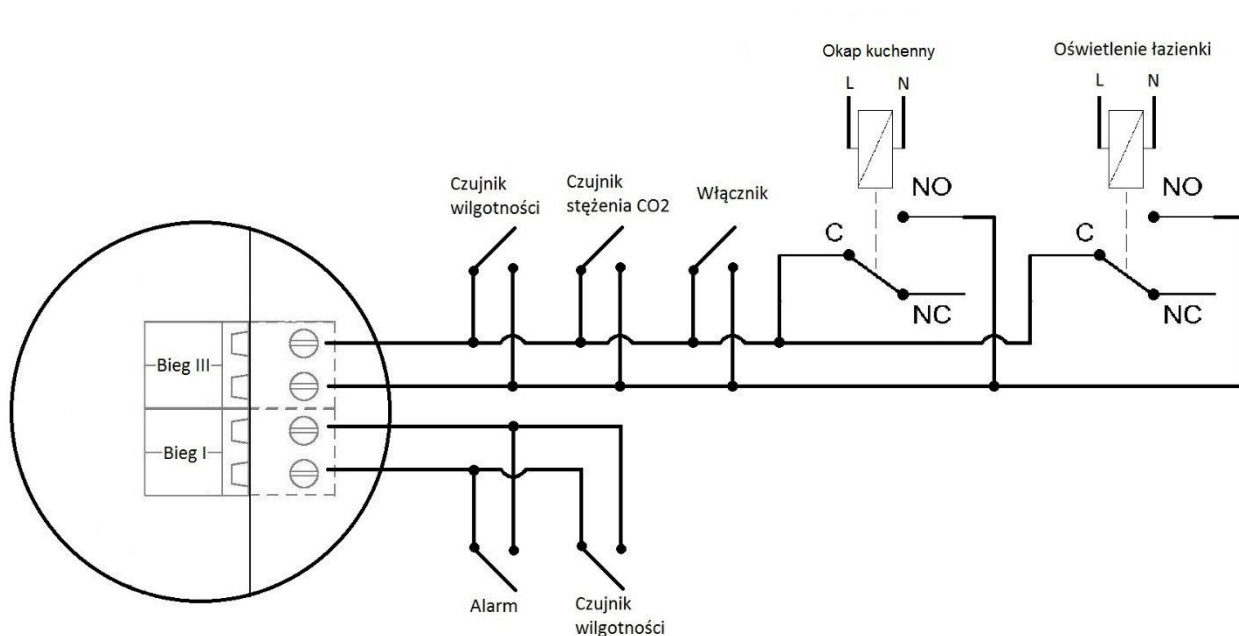 Okap kuchenny
Oświetlenie łazienki
L
N
L
N
Czujnik
wilgotności
Czujnik
stężenia CO2
Włącznik
NO
C
NC
NO
C
NC
Bieg III
Bieg I
Alarm
Czujnik
wilgotności